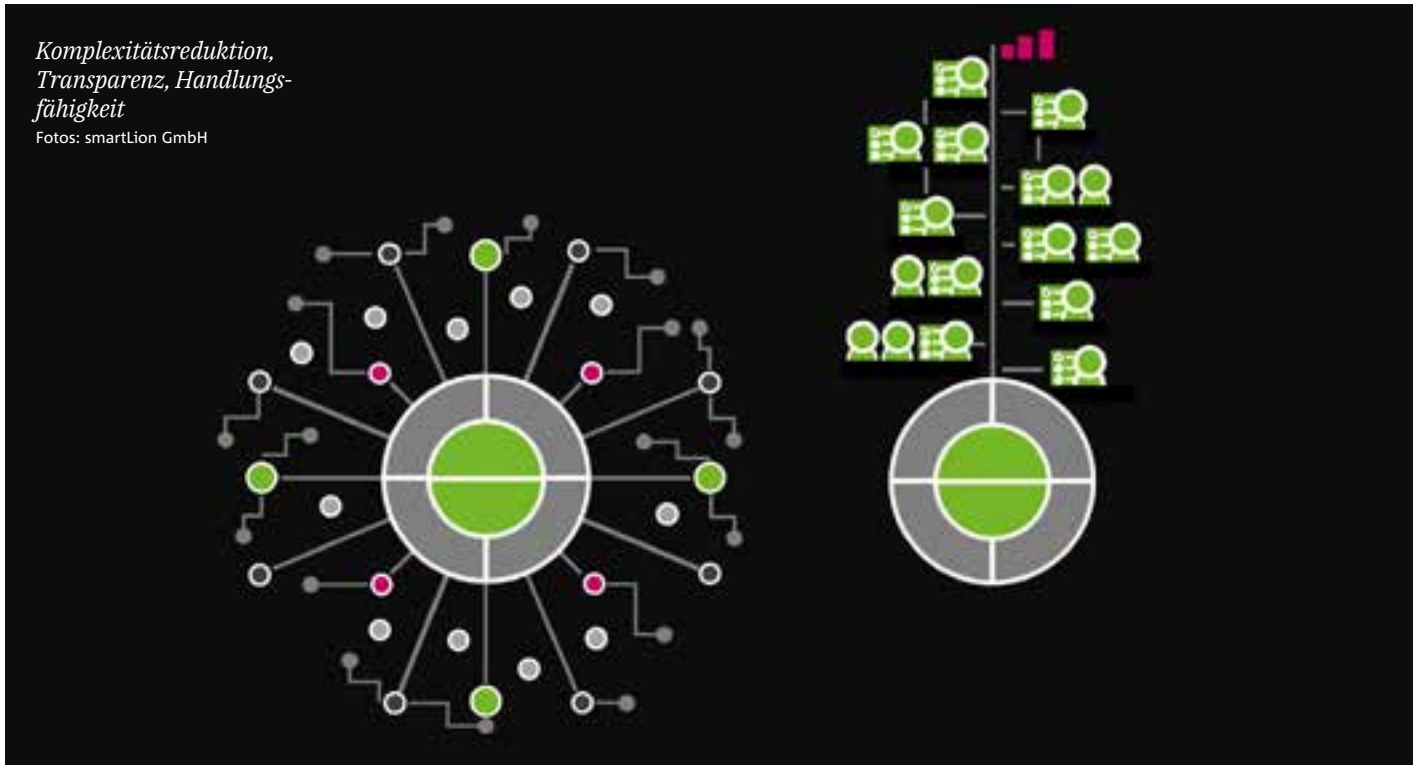 Komplexitätsreduktion,
Transparenz, Handlungs-
fähigkeit
Fotos: smartLion GmbH